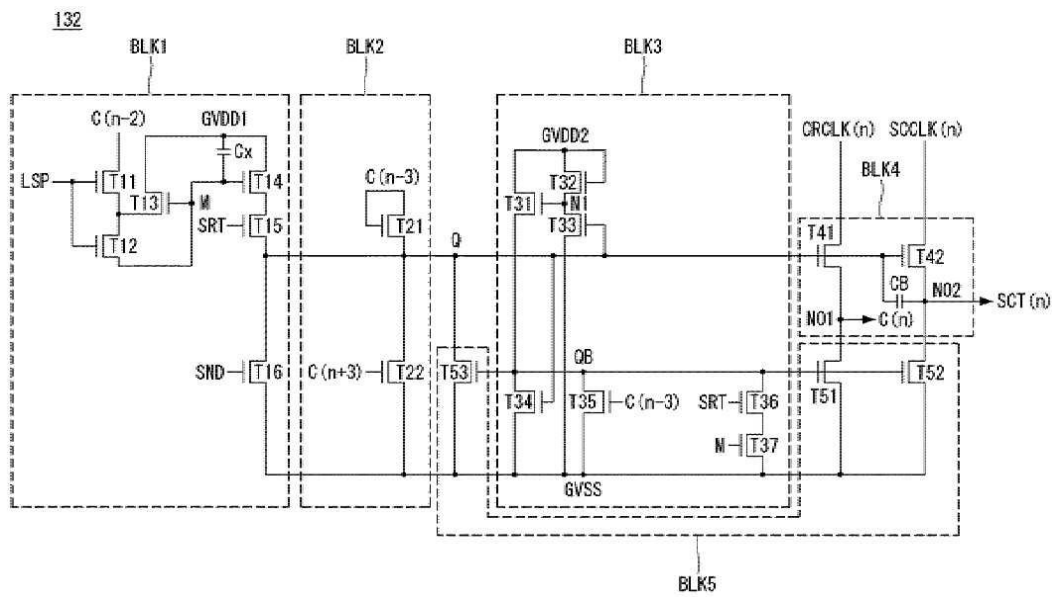 132
BLK1
BLK2
BLK3
C(n-2)
GVDD1
Cx
LSP
T11
T13
M
T14
SRT
T15
T12
C(n-3)
T21
Q
GVDD2
T32
T31
N1
T33
CRCLK(n)
SCCLK(n)
BLK4
T41
T42
CB
NO2
SCT(n)
NO1
C(n)
SND
T16
C(n+3)
T22
T53
QB
T34
T35
C(n-3)
SRT
T36
M
T37
T51
T52
GVSS
BLK5